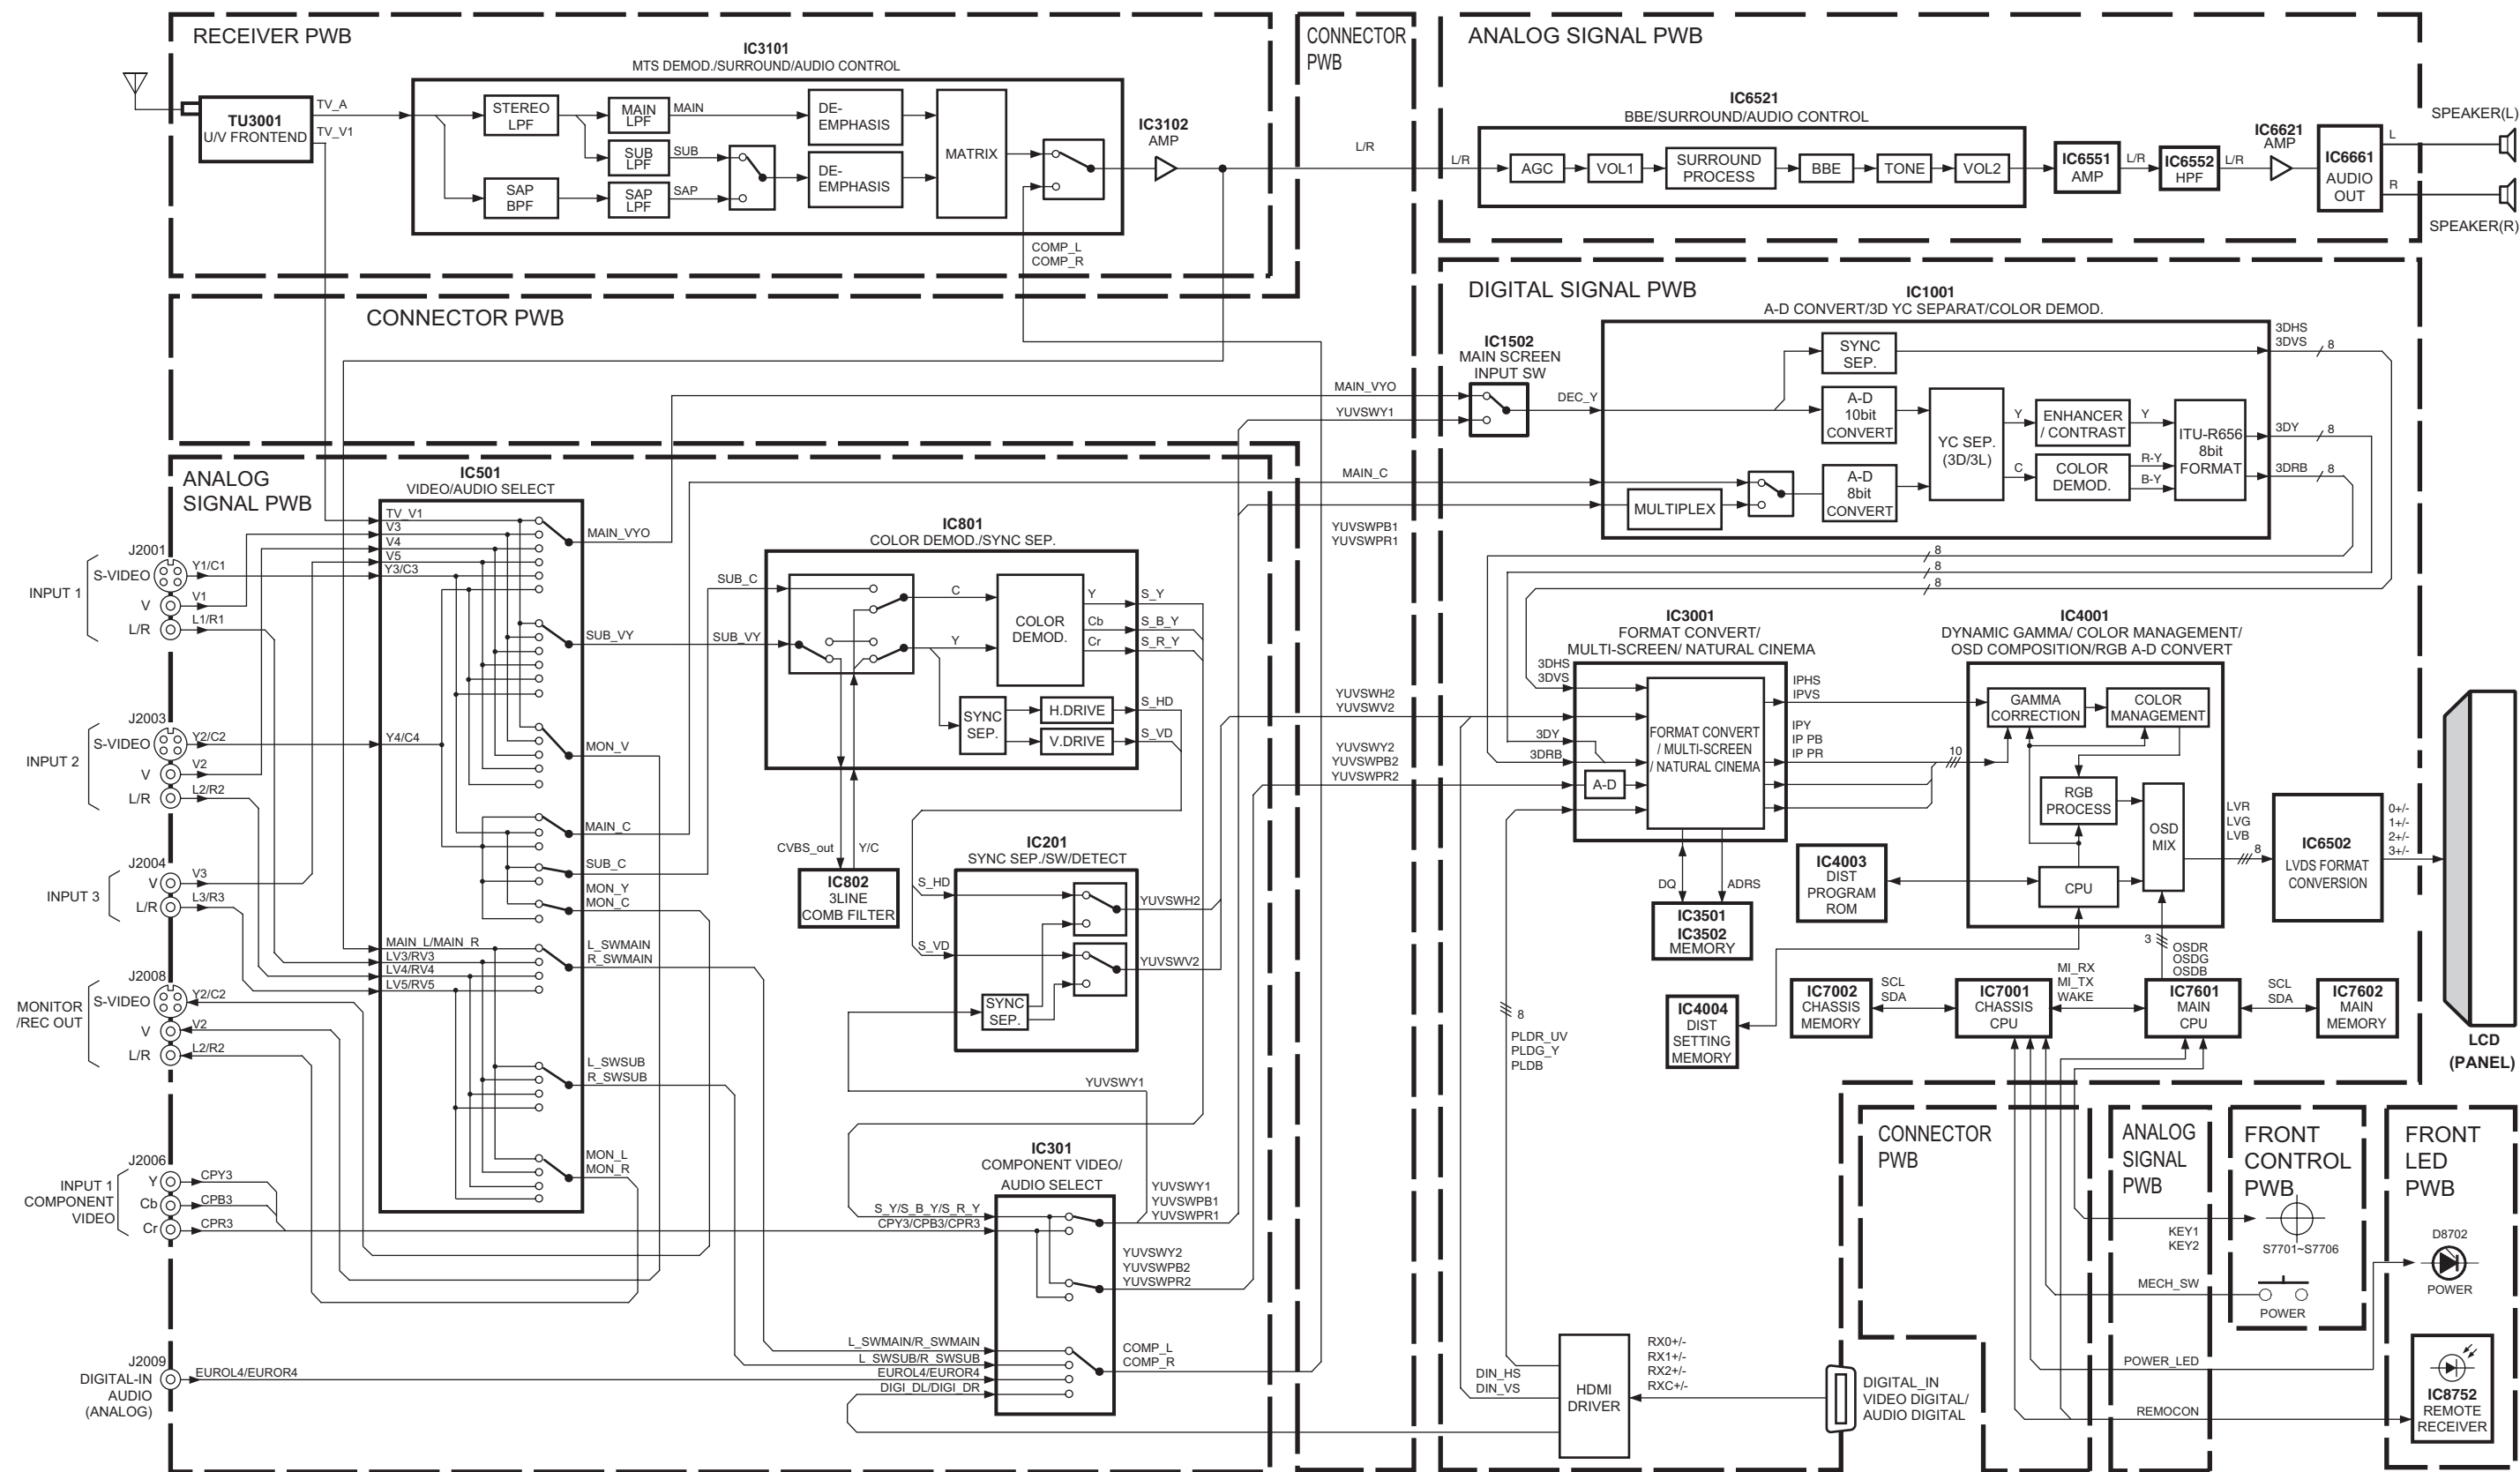 RECEIVER PWB
IC3101
MTS DEMOD./SURROUND/AUDIO CONTROL
TU3001
U/V FRONTEND
TV_A
TV_V1
STEREO
LPF
MAIN
LPF
MAIN
SUB
LPF
SUB
SAP
BPF
SAP
LPF
SAP
DE-
EMPHASIS
DE-
EMPHASIS
MATRIX
IC3102
AMP
COMP_L
COMP_R
CONNECTOR
PWB
L/R
ANALOG SIGNAL PWB
IC6521
BBE/SURROUND/AUDIO CONTROL
L/R
AGC
VOL1
SURROUND
PROCESS
BBE
TONE
VOL2
IC6551
AMP
L/R
IC6552
HPF
L/R
IC6621
AMP
IC6661
AUDIO
OUT
L
R
SPEAKER(L)
SPEAKER(R)
CONNECTOR PWB
MAIN_VYO
YUVSWY1
MAIN_C
YUVSWPB1
YUVSWPR1
YUVSWH2
YUVSWV2
YUVSWY2
YUVSWPB2
YUVSWPR2
DIGITAL SIGNAL PWB
IC1001
A-D CONVERT/3D YC SEPARAT/COLOR DEMOD.
IC1502
MAIN SCREEN
INPUT SW
DEC_Y
SYNC
SEP.
A-D
10bit
CONVERT
MULTIPLEX
A-D
8bit
CONVERT
YC SEP.
(3D/3L)
Y
C
ENHANCER
/ CONTRAST
COLOR
DEMOD.
Y
R-Y
B-Y
ITU-R656
8bit
FORMAT
3DHS
3DVS
8
3DY
8
3DRB
8
8
8
8
ANALOG
SIGNAL PWB
IC501
VIDEO/AUDIO SELECT
TV_V1
V3
V4
V5
Y3/C3
Y4/C4
MAIN_VYO
SUB_VY
MON_V
MAIN_C
SUB_C
MON_Y
MON_C
MAIN_L/MAIN_R
LV3/RV3
LV4/RV4
LV5/RV5
L_SWMAIN
R_SWMAIN
L_SWSUB
R_SWSUB
MON_L
MON_R
INPUT 1
J2001
S-VIDEO
Y1/C1
V
V1
L/R
L1/R1
INPUT 2
J2003
S-VIDEO
Y2/C2
V
V2
L/R
L2/R2
INPUT 3
J2004
V
V3
L/R
L3/R3
MONITOR
/REC OUT
J2008
S-VIDEO
Y2/C2
V
V2
L/R
L2/R2
INPUT 1
COMPONENT
VIDEO
J2006
Y
CPY3
Cb
CPB3
Cr
CPR3
J2009
DIGITAL-IN
AUDIO
(ANALOG)
EUROL4/EUROR4
IC801
COLOR DEMOD./SYNC SEP.
SUB_C
SUB_VY
C
Y
COLOR
DEMOD.
Y
Cb
Cr
S_Y
S_B_Y
S_R_Y
SYNC
SEP.
H.DRIVE
V.DRIVE
S_HD
S_VD
CVBS_out
Y/C
IC802
3LINE
COMB FILTER
IC201
SYNC SEP./SW/DETECT
S_HD
S_VD
SYNC
SEP.
YUVSWH2
YUVSWV2
YUVSWY1
IC301
COMPONENT VIDEO/
AUDIO SELECT
S_Y/S_B_Y/S_R_Y
CPY3/CPB3/CPR3
YUVSWY1
YUVSWPB1
YUVSWPR1
YUVSWY2
YUVSWPB2
YUVSWPR2
L_SWMAIN/R_SWMAIN
L_SWSUB/R_SWSUB
EUROL4/EUROR4
DIGI_DL/DIGI_DR
COMP_L
COMP_R
IC3001
FORMAT CONVERT/
MULTI-SCREEN/ NATURAL CINEMA
3DHS
3DVS
3DY
3DRB
A-D
FORMAT CONVERT
/ MULTI-SCREEN
/ NATURAL CINEMA
IPHS
IPVS
IPY
IP PB
IP PR
10
DQ
ADRS
IC3501
IC3502
MEMORY
IC4001
DYNAMIC GAMMA/ COLOR MANAGEMENT/
OSD COMPOSITION/RGB A-D CONVERT
GAMMA
CORRECTION
COLOR
MANAGEMENT
RGB
PROCESS
OSD
MIX
CPU
IC4003
DIST
PROGRAM
ROM
IC4004
DIST
SETTING
MEMORY
3
OSDR
OSDG
OSDB
LVR
LVG
LVB
8
IC6502
LVDS FORMAT
CONVERSION
0+/-
1+/-
2+/-
3+/-
LCD
(PANEL)
IC7002
CHASSIS
MEMORY
SCL
SDA
IC7001
CHASSIS
CPU
MI_RX
MI_TX
WAKE
IC7601
MAIN
CPU
SCL
SDA
IC7602
MAIN
MEMORY
8
PLDR_UV
PLDG_Y
PLDB
DIN_HS
DIN_VS
HDMI
DRIVER
RX0+/-
RX1+/-
RX2+/-
RXC+/-
DIGITAL_IN
VIDEO DIGITAL/
AUDIO DIGITAL
CONNECTOR
PWB
ANALOG
SIGNAL
PWB
FRONT
CONTROL
PWB
S7701~S7706
KEY1
KEY2
MECH_SW
POWER
POWER_LED
REMOCON
FRONT
LED
PWB
D8702
POWER
IC8752
REMOTE
RECEIVER